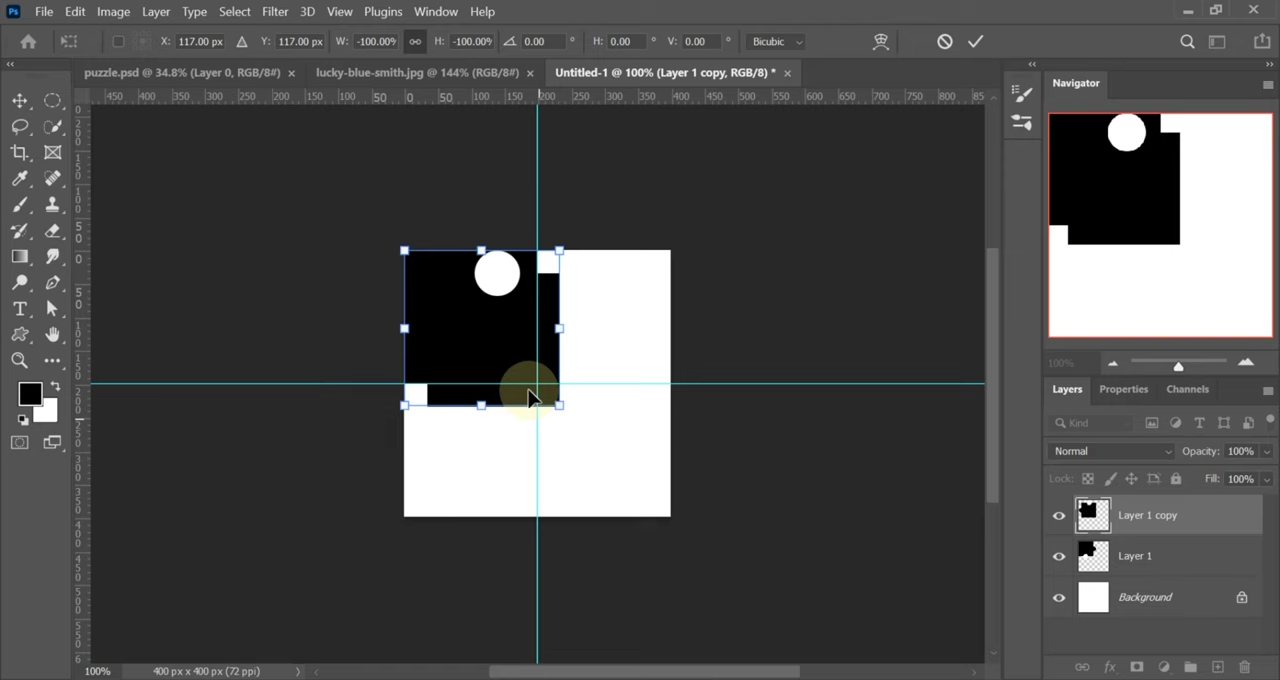 Ps File Edit Image Layer Type Select Filter 3D View Plugins Window Help
X: 117.00 px Y: 117.00 px W: -100.00% H: -100.00% 0.00 ° H: 0.00 ° V: 0.00 ° Bicubic
puzzle.psd @ 34.8% (Layer 0, RGB/8#) × lucky-blue-smith.jpg @ 144% (RGB/8#) × Untitled-1 @ 100% (Layer 1 copy, RGB/8) * ×
450 400 350 300 250 200 150 100 50 0 50 100 150 200 250 300 350 400 450 500 550 600 650 700 750 800 85
Navigator
100%
Layers Properties Channels
Kind
Normal Opacity: 100%
Lock: Fill: 100%
Layer 1 copy
Layer 1
Background
fx
100% 400 px x 400 px (72 ppi)